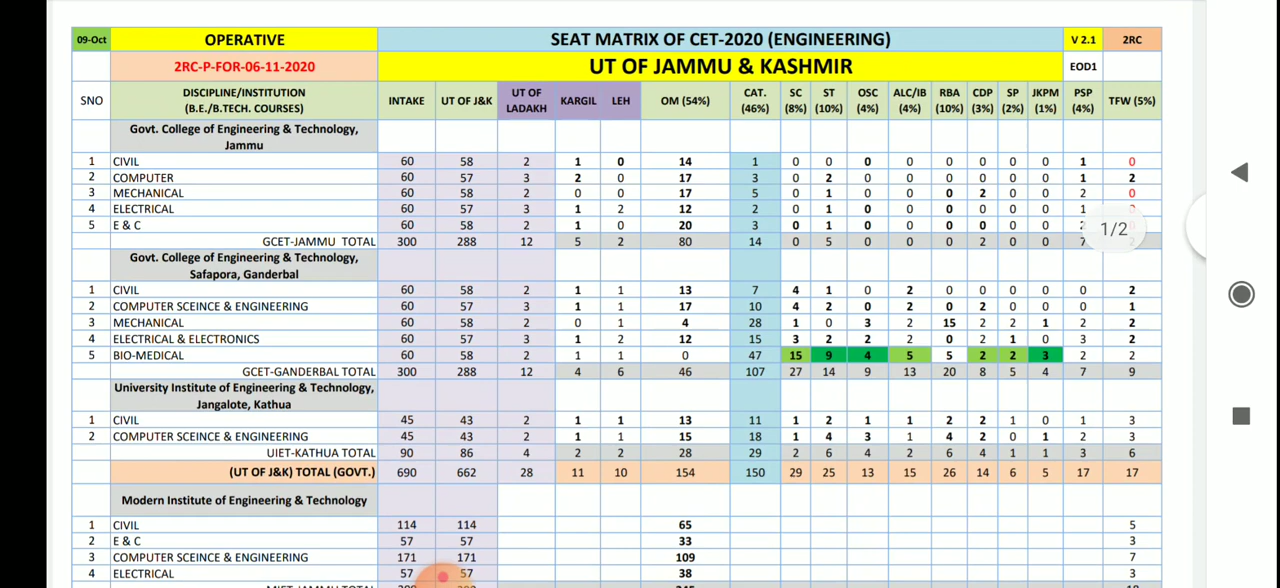 09-Oct OPERATIVE SEAT MATRIX OF CET-2020 (ENGINEERING) V 2.1 2RC
2RC-P-FOR-06-11-2020 UT OF JAMMU & KASHMIR EOD1
SNO DISCIPLINE/INSTITUTION (B.E./B.TECH. COURSES) INTAKE UT OF J&K UT OF LADAKH KARGIL LEH OM (54%) CAT. (46%) SC (8%) ST (10%) OSC (4%) ALC/IB (4%) RBA (10%) CDP (3%) SP (2%) JKPM (1%) PSP (4%) TFW (5%)
Govt. College of Engineering & Technology,
Jammu
1 CIVIL 60 58 2 1 0 14 1 0 0 0 0 0 0 0 0 1 0
2 COMPUTER 60 57 3 2 0 17 3 0 2 0 0 0 0 0 0 1 2
3 MECHANICAL 60 58 2 0 0 17 5 0 1 0 0 0 2 0 0 2 0
4 ELECTRICAL 60 57 3 1 2 12 2 0 1 0 0 0 0 0 0 1
5 E & C 60 58 2 1 0 20 3 0 1 0 0 0 0 0 0
1/2
GCET-JAMMU TOTAL 300 288 12 5 2 80 14 0 5 0 0 0 2 0 0 7
Govt. College of Engineering & Technology,
Safapora, Ganderbal
1 CIVIL 60 58 2 1 1 13 7 4 1 0 2 0 0 0 0 0 2
2 COMPUTER SCEINCE & ENGINEERING 60 57 3 1 1 17 10 4 2 0 2 0 2 0 0 0 1
3 MECHANICAL 60 58 2 0 1 4 28 1 0 3 2 15 2 2 1 2 2
4 ELECTRICAL & ELECTRONICS 60 57 3 1 2 12 15 3 2 2 2 0 2 1 0 3 2
5 BIO-MEDICAL 60 58 2 1 1 0 47 15 9 4 5 5 2 2 3 2 2
GCET-GANDERBAL TOTAL 300 288 12 4 6 46 107 27 14 9 13 20 8 5 4 7 9
University Institute of Engineering & Technology,
Jangalote, Kathua
1 CIVIL 45 43 2 1 1 13 11 1 2 1 1 2 2 1 0 1 3
2 COMPUTER SCEINCE & ENGINEERING 45 43 2 1 1 15 18 1 4 3 1 4 2 0 1 2 3
UIET-KATHUA TOTAL 90 86 4 2 2 28 29 2 6 4 2 6 4 1 1 3 6
(UT OF J&K) TOTAL (GOVT.) 690 662 28 11 10 154 150 29 25 13 15 26 14 6 5 17 17
Modern Institute of Engineering & Technology
1 CIVIL 114 114 65 5
2 E & C 57 57 33 3
3 COMPUTER SCEINCE & ENGINEERING 171 171 109 7
4 ELECTRICAL 57 57 38 3